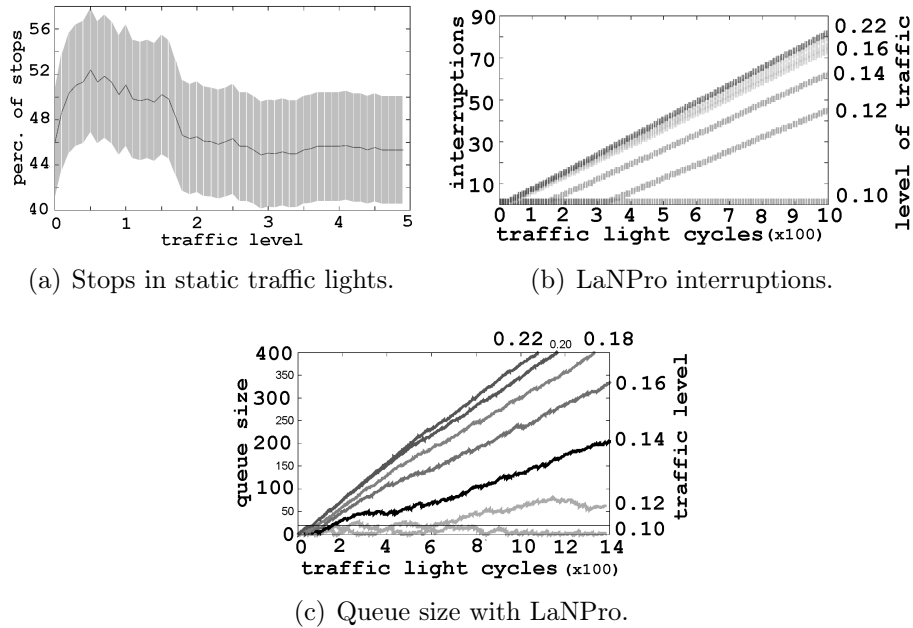 56
52
48
44
40
perc. of stops
0 1 2 3 4 5
traffic level
(a) Stops in static traffic lights.
90
70
50
30
10
interruptions
0 1 2 3 4 5 6 7 8 9 10
traffic light cycles (x100)
0.22
0.16
0.14
0.12
0.10
level of traffic
(b) LaNPro interruptions.
0.22 0.20 0.18
400
350
300
250
200
150
100
50
0
queue size
0 2 4 6 8 10 12 14
traffic light cycles (x100)
0.16
0.14
0.12
0.10
traffic level
(c) Queue size with LaNPro.